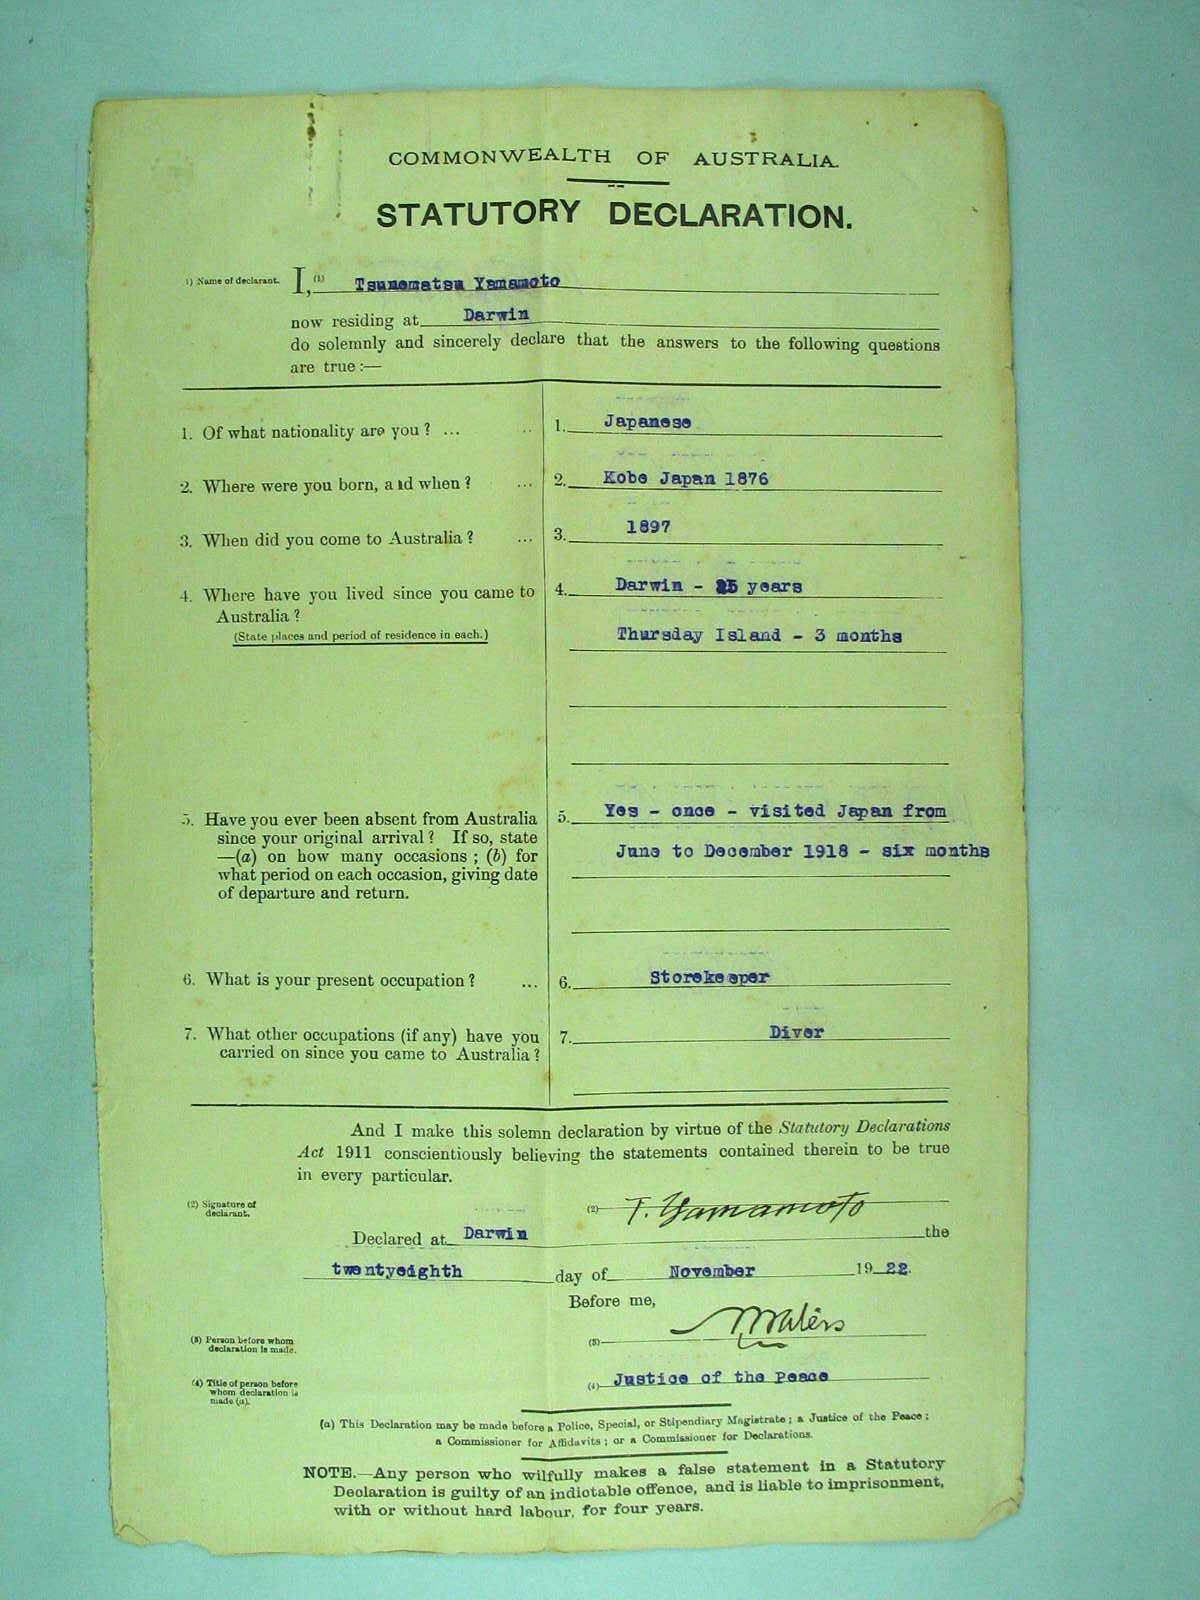 COMMONWEALTH OF AUSTRALIA.
STATUTORY DECLARATION.
1) Name of declarant. I,(1) Tsunematsu Yamamoto
now residing at Darwin
do solemnly and sincerely declare that the answers to the following questions
are true :—
1. Of what nationality are you ? ... 1. Japanese
2. Where were you born, and when ? ... 2. Kobe Japan 1876
3. When did you come to Australia ? ... 3. 1897
4. Where have you lived since you came to 4. Darwin - 25 years
Australia ?
(State places and period of residence in each.) Thursday Island - 3 months
5. Have you ever been absent from Australia 5. Yes - once - visited Japan from
since your original arrival ? If so, state
—(a) on how many occasions ; (b) for June to December 1918 - six months
what period on each occasion, giving date
of departure and return.
6. What is your present occupation ? ... 6. Storekeeper
7. What other occupations (if any) have you 7. Diver
carried on since you came to Australia ?
And I make this solemn declaration by virtue of the Statutory Declarations
Act 1911 conscientiously believing the statements contained therein to be true
in every particular.
(2) Signature of
declarant. (2) T. Yamamoto
Declared at Darwin the
twentyeighth day of November 19 22.
Before me,
(3) Person before whom
declaration is made. (3)
(4) Title of person before
whom declaration is
made (a). (4) Justice of the Peace
(a) This Declaration may be made before a Police, Special, or Stipendiary Magistrate ; a Justice of the Peace ;
a Commissioner for Affidavits ; or a Commissioner for Declarations.
NOTE.—Any person who wilfully makes a false statement in a Statutory
Declaration is guilty of an indictable offence, and is liable to imprisonment,
with or without hard labour, for four years.